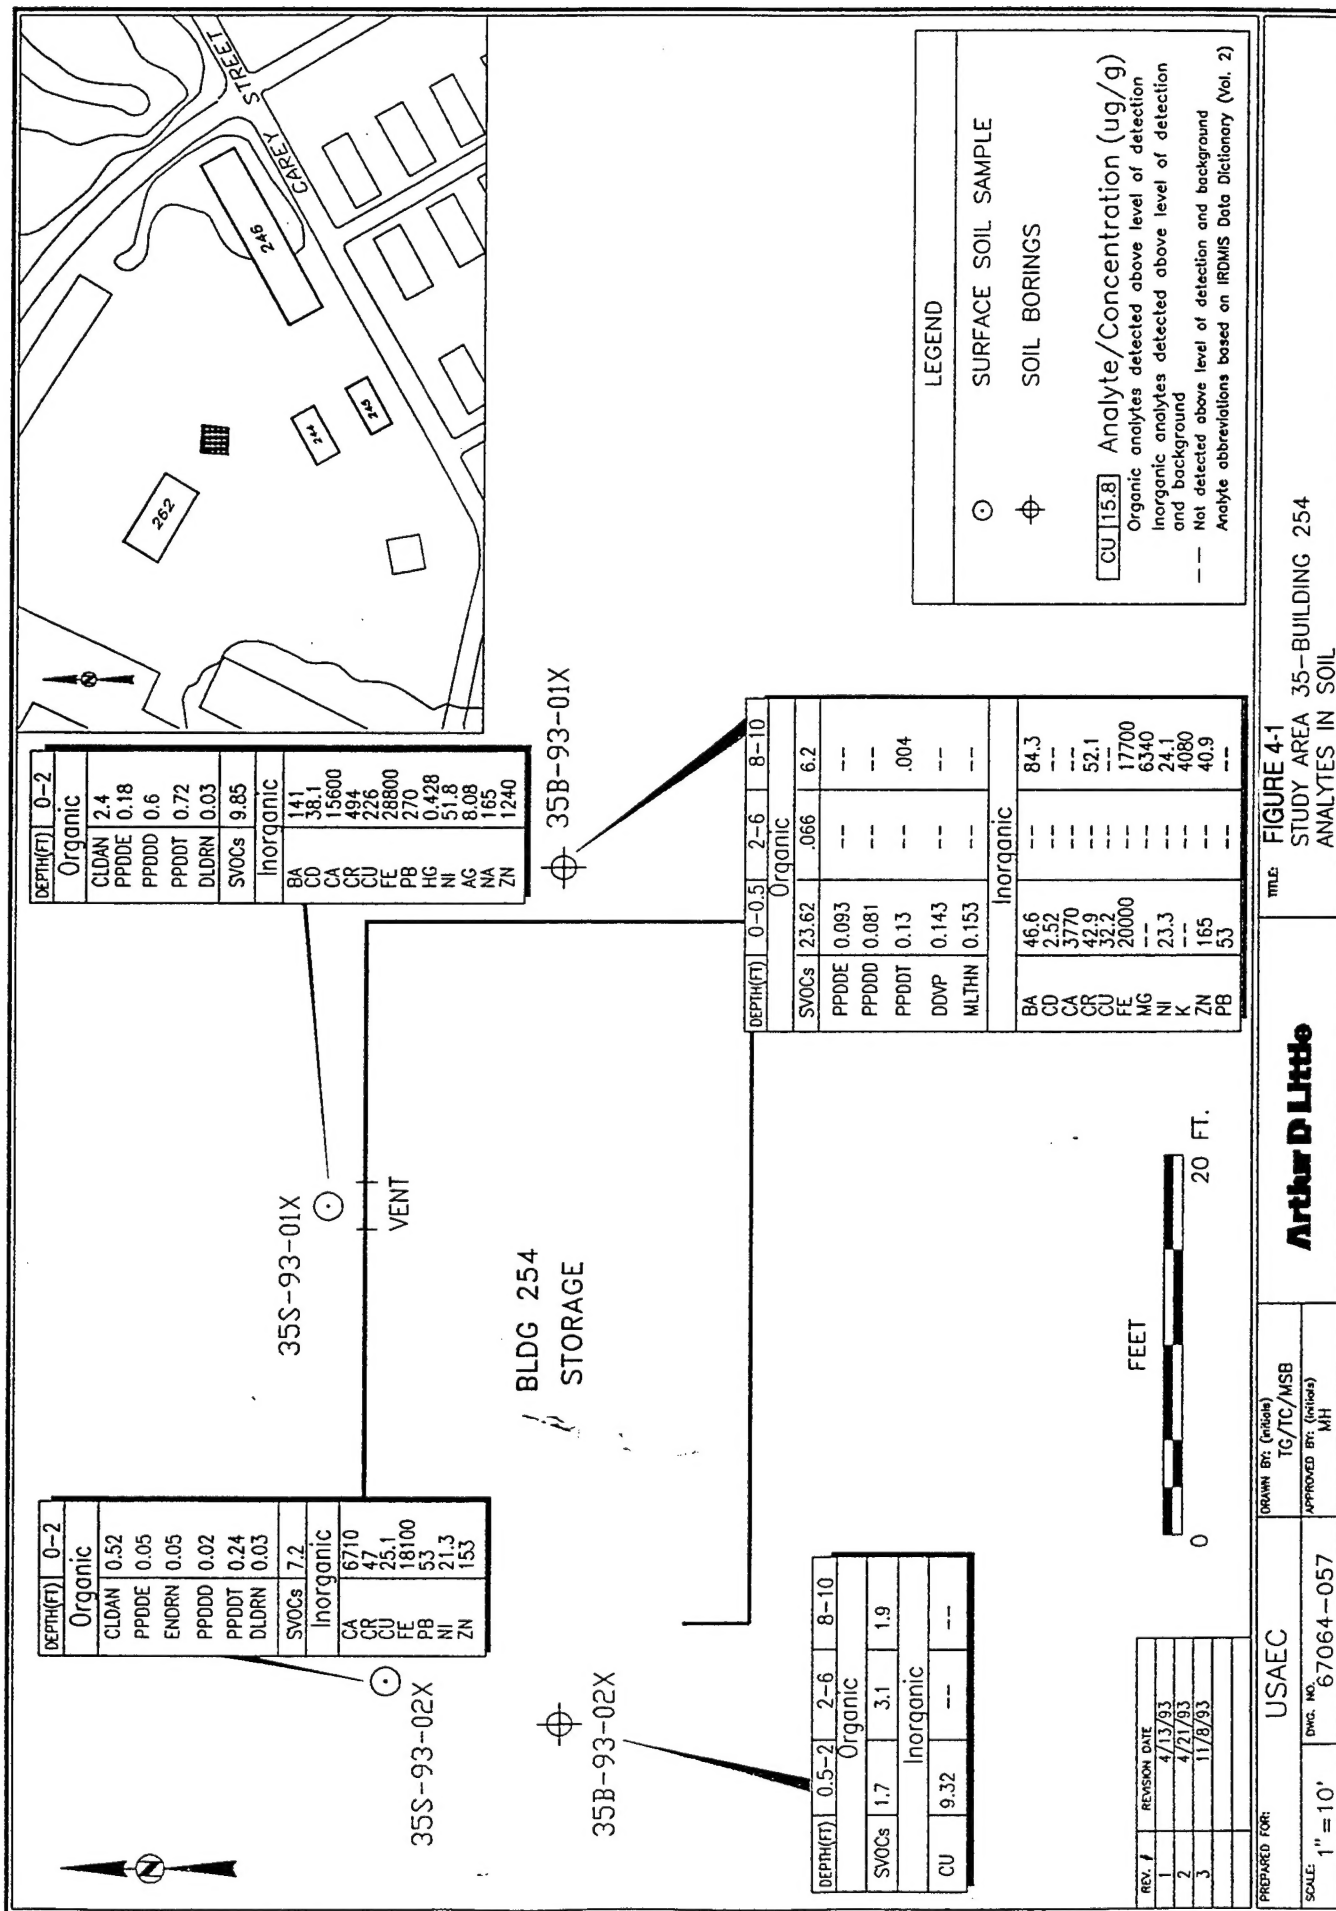 DEPTH(FT) 0-2
Organic
CLDAN 0.52
PPDDE 0.05
ENDRN 0.05
PPDDD 0.02
PPDDT 0.24
DLDRN 0.03
SVOCs 7.2
Inorganic
CA 6710
CR 47
CU 25.1
FE 18100
PB 53
NI 21.3
ZN 153
DEPTH(FT) 0-2
Organic
CLDAN 2.4
PPDDE 0.18
PPDDD 0.6
PPDDT 0.72
DLDRN 0.03
SVOCs 9.85
Inorganic
BA 141
CD 38.1
CA 15600
CR 494
CU 226
FE 28800
PB 270
HG 0.428
NI 51.8
AG 8.08
NA 165
ZN 1240
N
262
244
245
246
CAREY STREET
N
35S-93-02X
35S-93-01X
VENT
35B-93-02X
35B-93-01X
BLDG 254
STORAGE
DEPTH(FT) 0.5-2 2-6 8-10
Organic
SVOCs 1.7 3.1 1.9
Inorganic
CU 9.32 -- --
DEPTH(FT) 0-0.5 2-6 8-10
Organic
SVOCs 23.62 .066 6.2
PPDDE 0.093 -- --
PPDDD 0.081 -- --
PPDDT 0.13 -- .004
DDVP 0.143 -- --
MLTHN 0.153 -- --
Inorganic
BA 46.6 -- 84.3
CD 2.52 -- --
CA 3770 -- --
CR 42.9 -- 52.1
CU 32.2 -- --
FE 20000 -- 17700
MG -- -- 6340
NI 23.3 -- 24.1
K -- -- 4080
ZN 165 -- 40.9
PB 53 -- --
LEGEND
SURFACE SOIL SAMPLE
SOIL BORINGS
CU 15.8 Analyte/Concentration (ug/g)
Organic analytes detected above level of detection
Inorganic analytes detected above level of detection
and background
-- Not detected above level of detection and background
Analyte abbreviations based on IRDMIS Data Dictionary (Vol. 2)
FEET
0 20 FT.
REV. # REVISION DATE
1 4/13/93
2 4/21/93
3 11/8/93
PREPARED FOR: USAEC
SCALE: 1"=10'
DWG. NO. 67064-057
DRAWN BY: (initials) TG/TC/MSB
APPROVED BY: (initials) MH
Arthur D Little
TITLE: FIGURE 4-1
STUDY AREA 35-BUILDING 254
ANALYTES IN SOIL